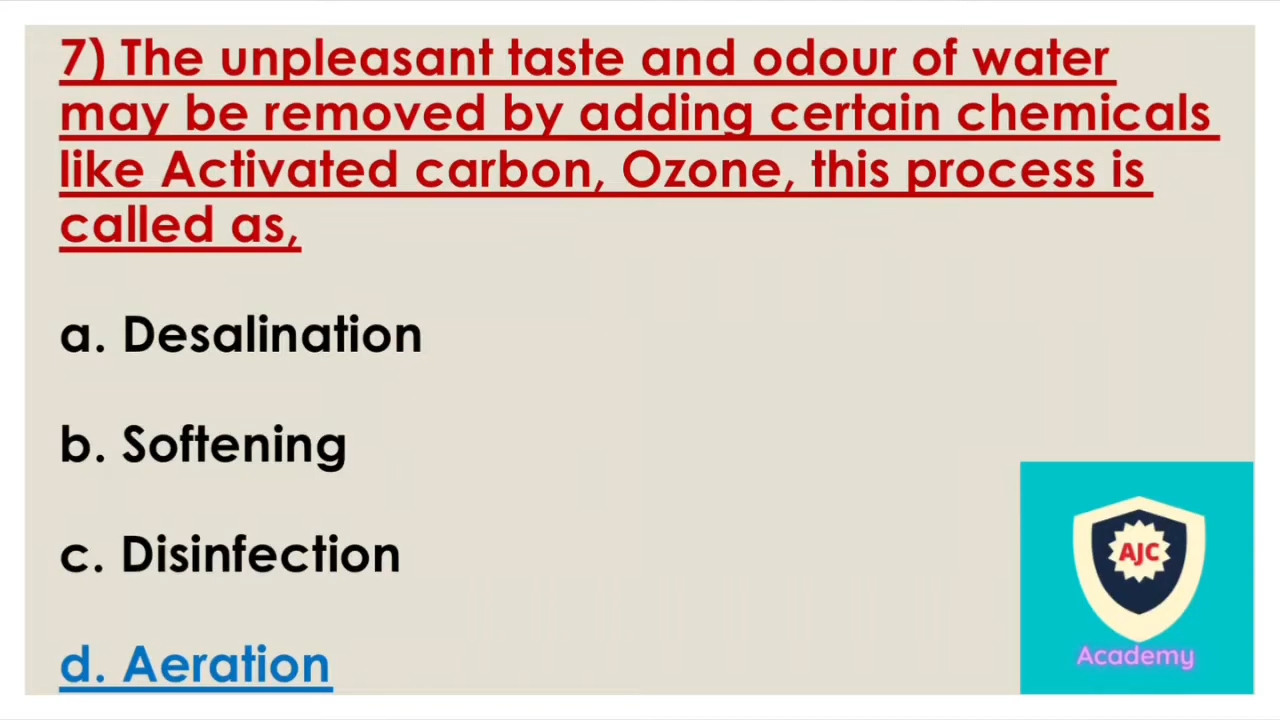 7) The unpleasant taste and odour of water
may be removed by adding certain chemicals
like Activated carbon, Ozone, this process is
called as,
a. Desalination
b. Softening
c. Disinfection
d. Aeration
AJC
Academy